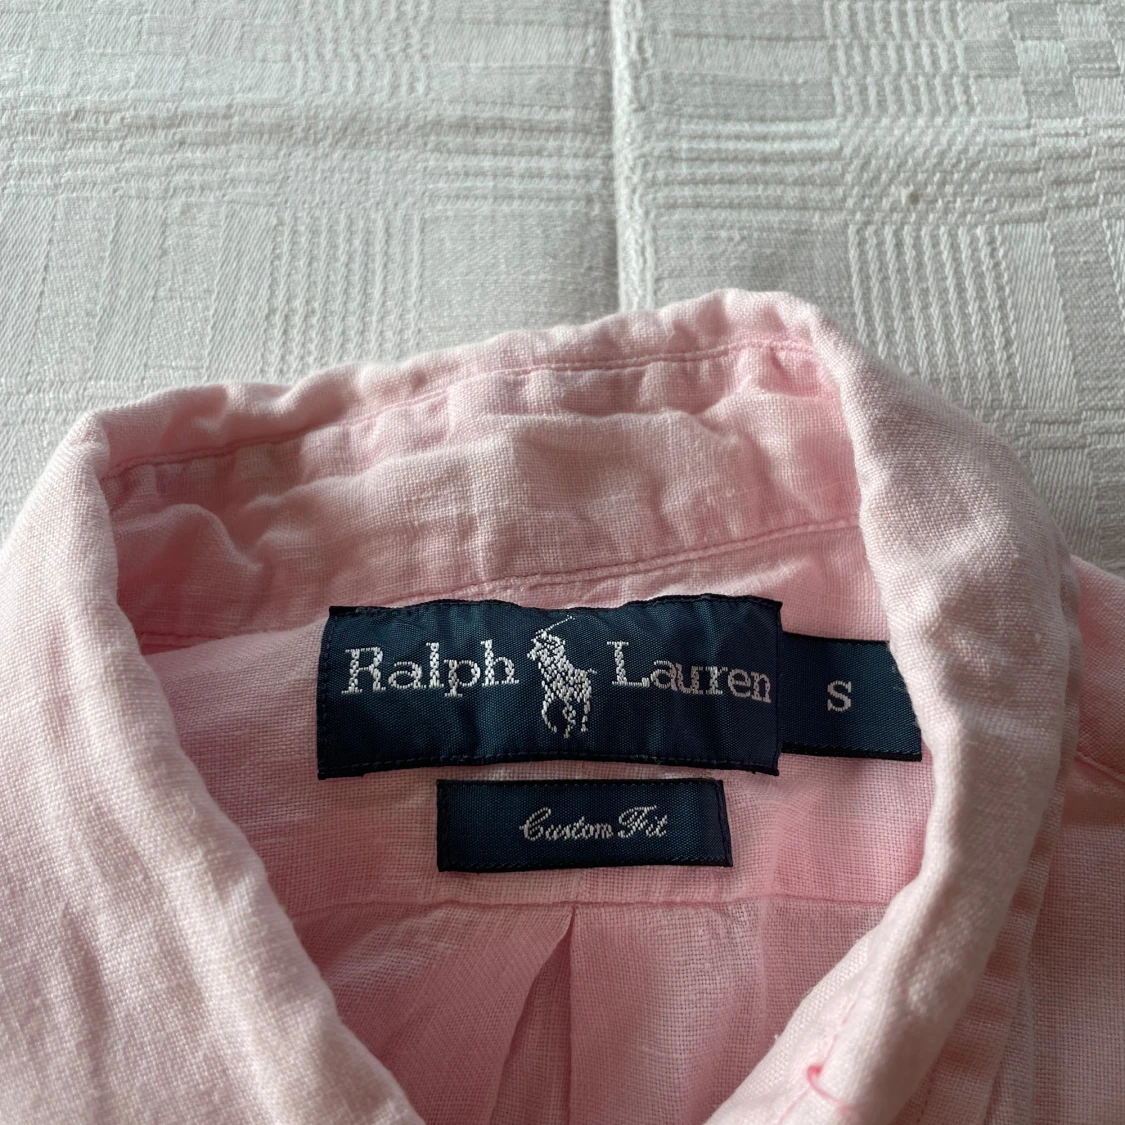 Ralph Lauren
S
Custom Fit